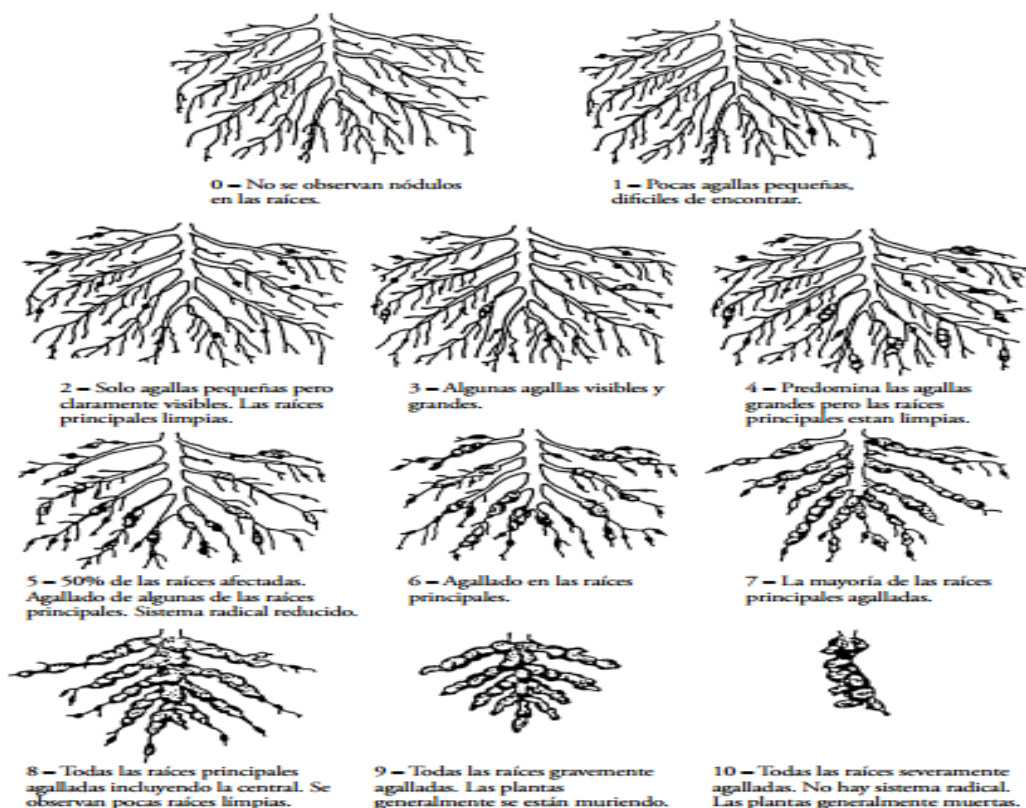 0 – No se observan nódulos
en las raíces.
1 – Pocas agallas pequeñas,
dificiles de encontrar.
2 – Solo agallas pequeñas pero
claramente visibles. Las raíces
principales limpias.
3 – Algunas agallas visibles y
grandes.
4 – Predomina las agallas
grandes pero las raíces
principales estan limpias.
5 – 50% de las raíces afectadas.
Agallado de algunas de las raíces
principales. Sistema radical reducido.
6 – Agallado en las raíces
principales.
7 – La mayoría de las raíces
principales agalladas.
8 – Todas las raíces principales
agalladas incluyendo la central. Se
observan pocas raíces limpias.
9 – Todas las raíces gravemente
agalladas. Las plantas
generalmente se están muriendo.
10 – Todas las raíces severamente
agalladas. No hay sistema radical.
Las plantas generalmente muertas.